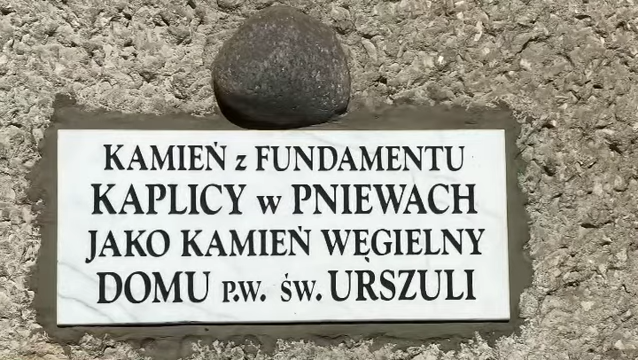 KAMIEŃ z FUNDAMENTU
KAPLICY w PNIEWACH
JAKO KAMIEŃ WĘGIELNY
DOMU P.W. ŚW. URSZULI